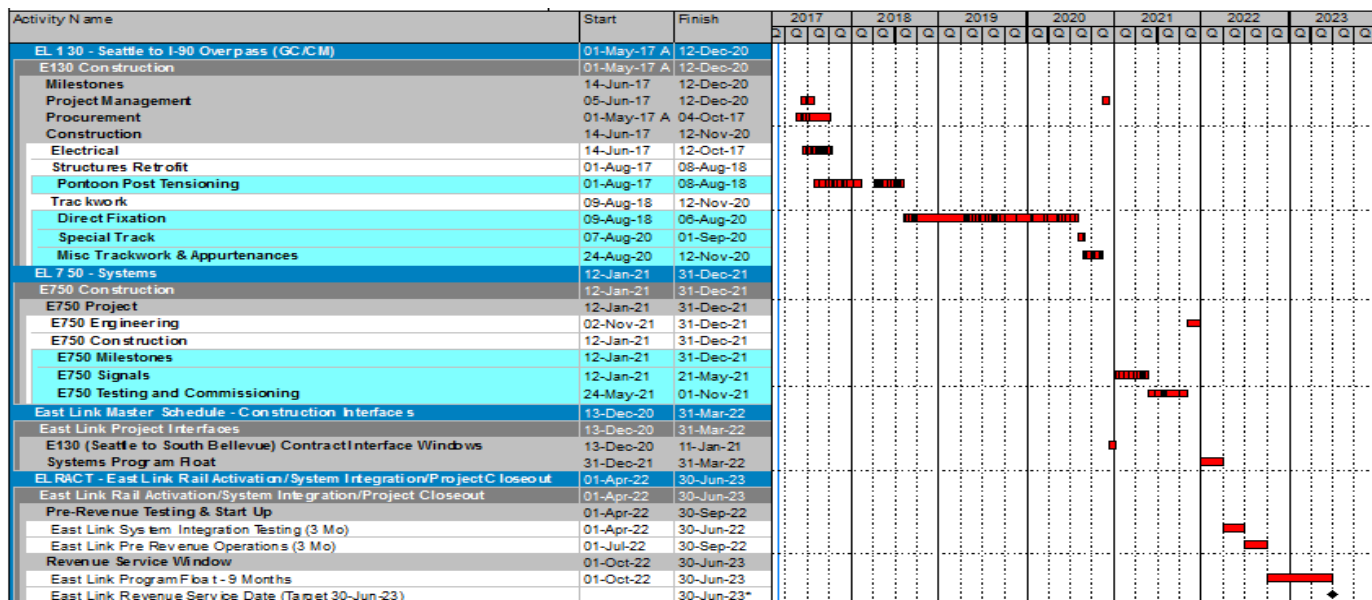 Activity Name Start Finish 2017 2018 2019 2020 2021 2022 2023
Q Q Q Q Q Q Q Q Q Q Q Q Q Q Q Q Q Q Q Q Q Q Q Q Q Q Q Q
EL 130 - Seattle to I-90 Overpass (GC/CM) 01-May-17 A 12-Dec-20
E130 Construction 01-May-17 A 12-Dec-20
Milestones 14-Jun-17 12-Dec-20
Project Management 05-Jun-17 12-Dec-20
Procurement 01-May-17 A 04-Oct-17
Construction 14-Jun-17 12-Nov-20
Electrical 14-Jun-17 12-Oct-17
Structures Retrofit 01-Aug-17 08-Aug-18
Pontoon Post Tensioning 01-Aug-17 08-Aug-18
Trackwork 09-Aug-18 12-Nov-20
Direct Fixation 09-Aug-18 06-Aug-20
Special Track 07-Aug-20 01-Sep-20
Misc Trackwork & Appurtenances 24-Aug-20 12-Nov-20
EL 750 - Systems 12-Jan-21 31-Dec-21
E750 Construction 12-Jan-21 31-Dec-21
E750 Project 12-Jan-21 31-Dec-21
E750 Engineering 02-Nov-21 31-Dec-21
E750 Construction 12-Jan-21 31-Dec-21
E750 Milestones 12-Jan-21 31-Dec-21
E750 Signals 12-Jan-21 21-May-21
E750 Testing and Commissioning 24-May-21 01-Nov-21
East Link Master Schedule - Construction Interfaces 13-Dec-20 31-Mar-22
East Link Project Interfaces 13-Dec-20 31-Mar-22
E130 (Seattle to South Bellevue) Contract Interface Windows 13-Dec-20 11-Jan-21
Systems Program Float 31-Dec-21 31-Mar-22
ELRACT - East Link Rail Activation/System Integration/Project Closeout 01-Apr-22 30-Jun-23
East Link Rail Activation/System Integration/Project Closeout 01-Apr-22 30-Jun-23
Pre-Revenue Testing & Start Up 01-Apr-22 30-Sep-22
East Link System Integration Testing (3 Mo) 01-Apr-22 30-Jun-22
East Link Pre Revenue Operations (3 Mo) 01-Jul-22 30-Sep-22
Revenue Service Window 01-Oct-22 30-Jun-23
East Link Program Float - 9 Months 01-Oct-22 30-Jun-23
East Link Revenue Service Date (Target 30-Jun-23) 30-Jun-23*